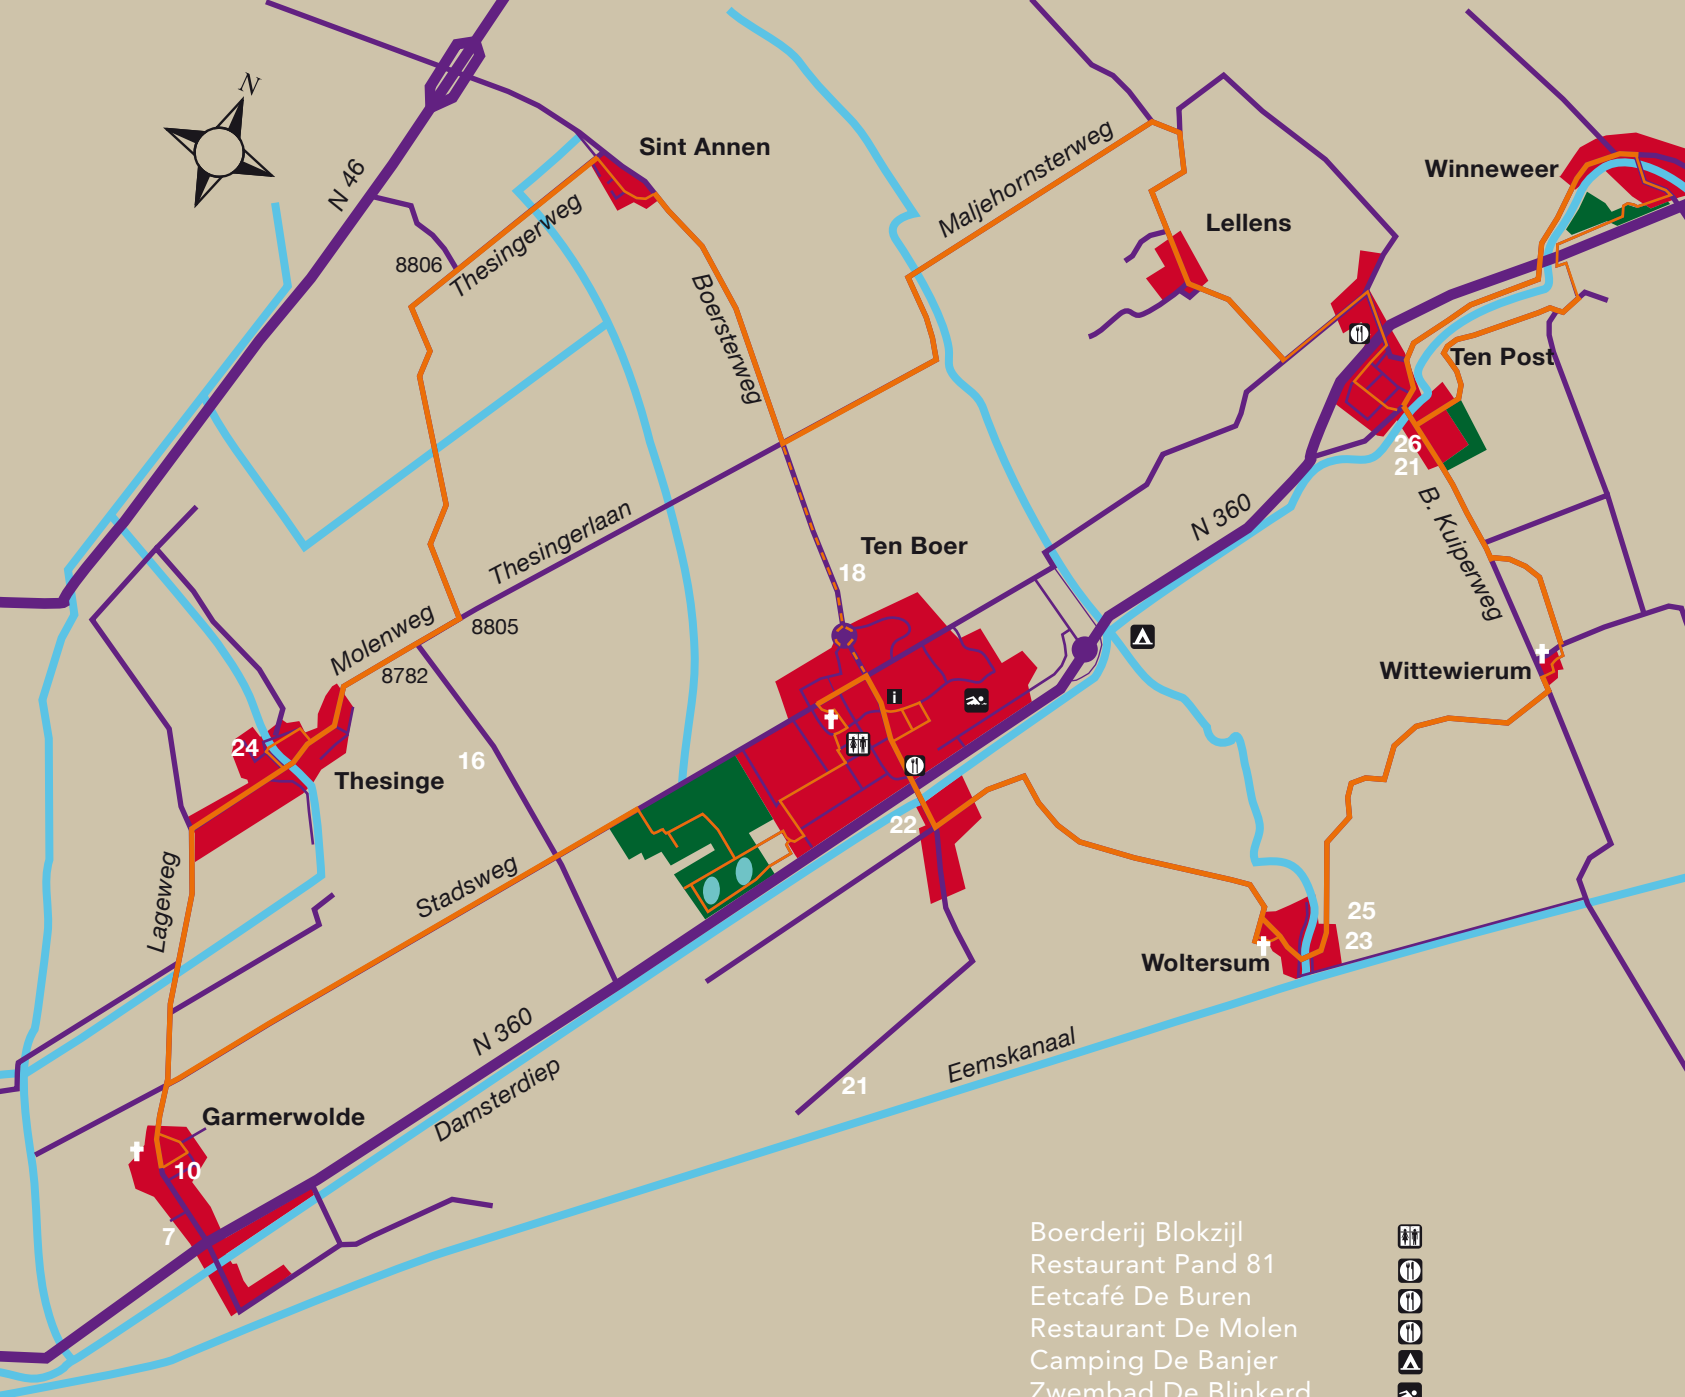 N
N 46
Sint Annen
Thesingerweg
8806
Boersterweg
Maljehornsterweg
Lellens
Winneweer
Ten Post
26
21
N 360
B. Kuiperweg
Thesingerlaan
Ten Boer
18
Molenweg
8805
8782
i
Wittewierum
24
Thesinge
16
22
Lageweg
Stadsweg
25
23
Woltersum
N 360
Damsterdiep
Eemskanaal
21
Garmerwolde
10
7
Boerderij Blokzijl
Restaurant Pand 81
Eetcafé De Buren
Restaurant De Molen
Camping De Banjer
Zwembad De Blinkerd